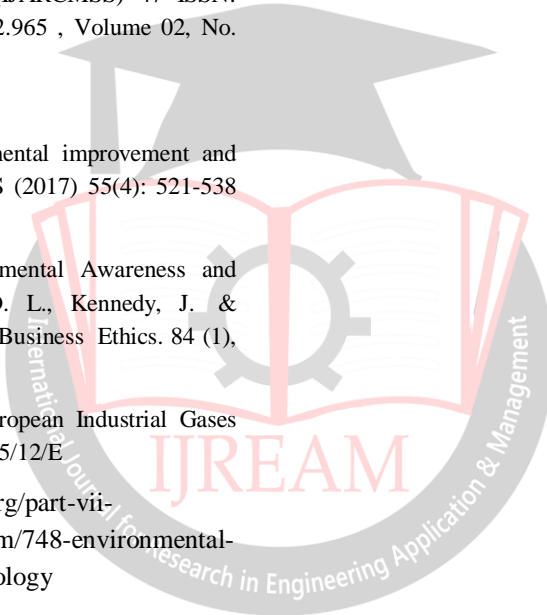 (IJARCMSS) 47 ISSN:
2.965 , Volume 02, No.
mental improvement and
S (2017) 55(4): 521-538
mental Awareness and
D. L., Kennedy, J. &
Business Ethics. 84 (1),
ropean Industrial Gases
5/12/E
rg/part-vii-
m/748-environmental-
ology
IJREAM
International Journal for Research in Engineering Application & Management